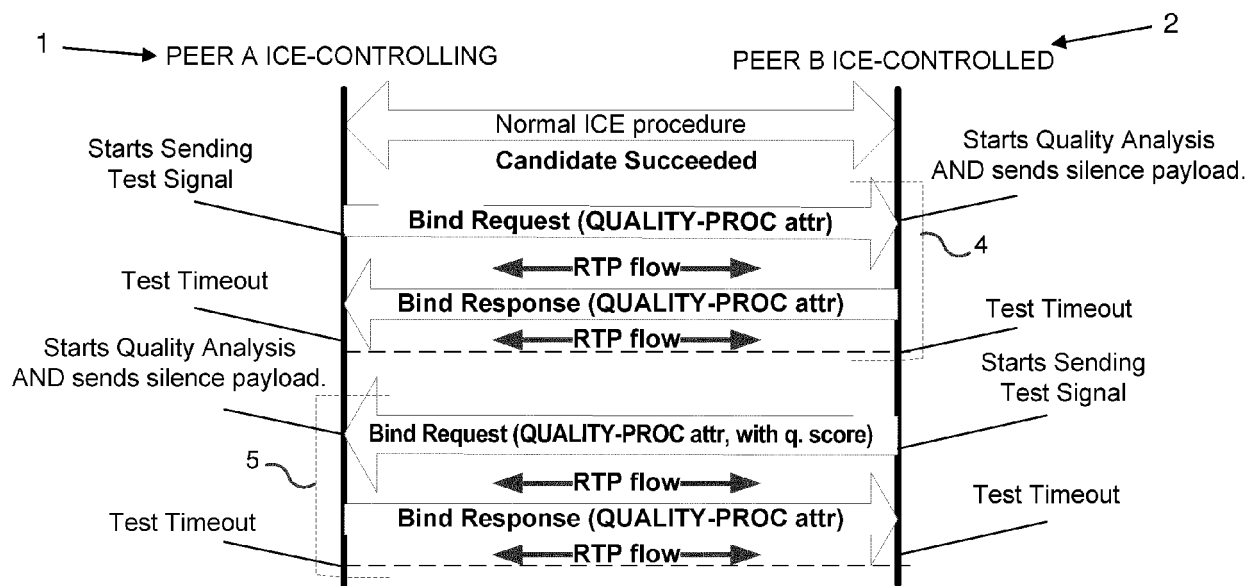 1
2
PEER A ICE-CONTROLLING
PEER B ICE-CONTROLLED
Normal ICE procedure
Candidate Succeeded
Starts Sending
Test Signal
Starts Quality Analysis
AND sends silence payload.
Bind Request (QUALITY-PROC attr)
4
RTP flow
Test Timeout
Bind Response (QUALITY-PROC attr)
Test Timeout
RTP flow
Starts Quality Analysis
AND sends silence payload.
Starts Sending
Test Signal
Bind Request (QUALITY-PROC attr, with q. score)
5
RTP flow
Test Timeout
Bind Response (QUALITY-PROC attr)
Test Timeout
RTP flow